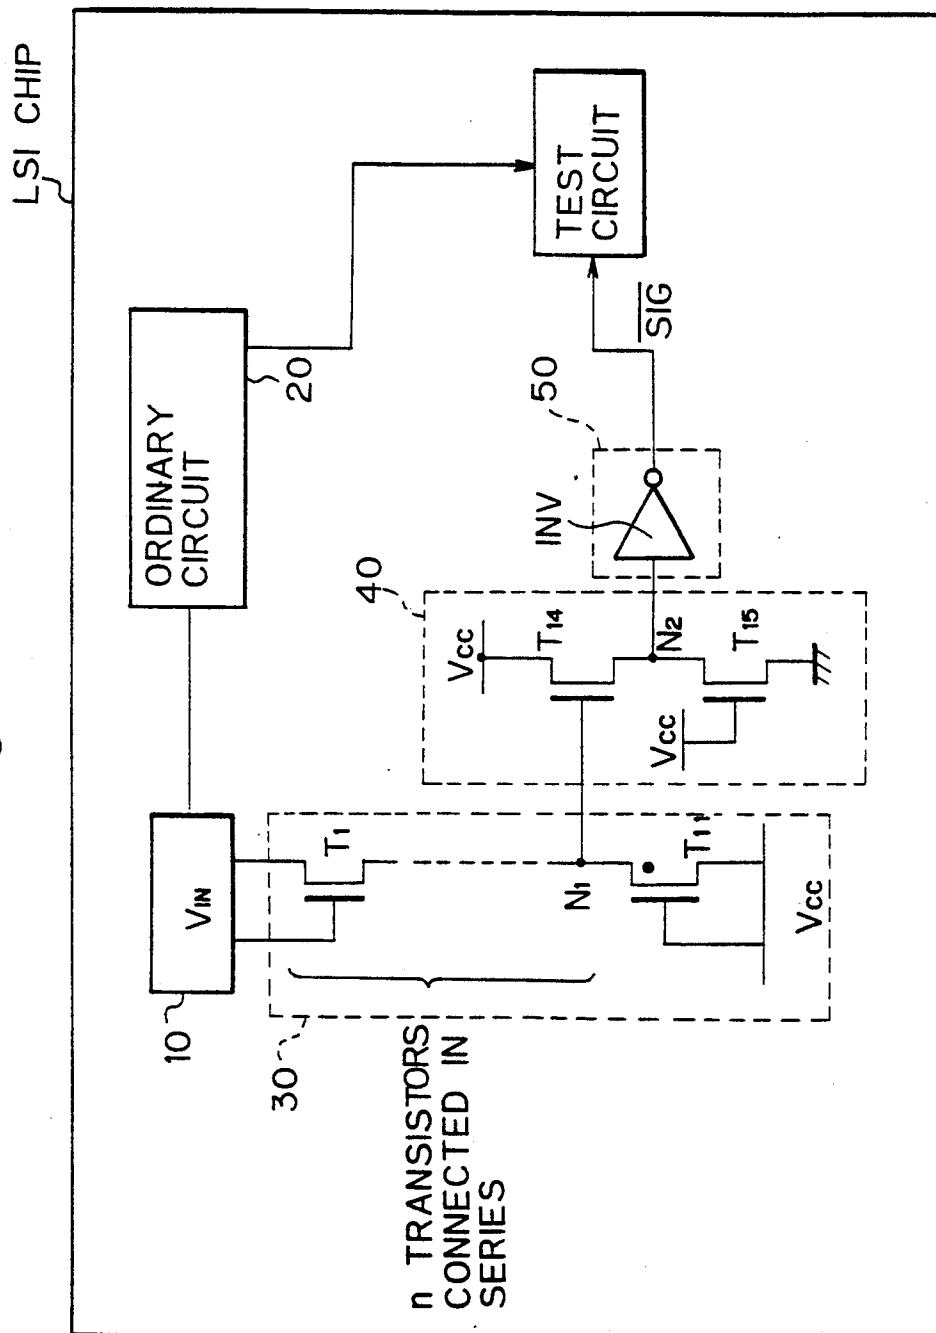 LSI CHIP
ORDINARY
CIRCUIT
20
TEST
CIRCUIT
SIG
50
INV
40
Vcc
T14
N2
T15
Vcc
VIN
10
T1
N1
T11
Vcc
30
n TRANSISTORS
CONNECTED IN
SERIES